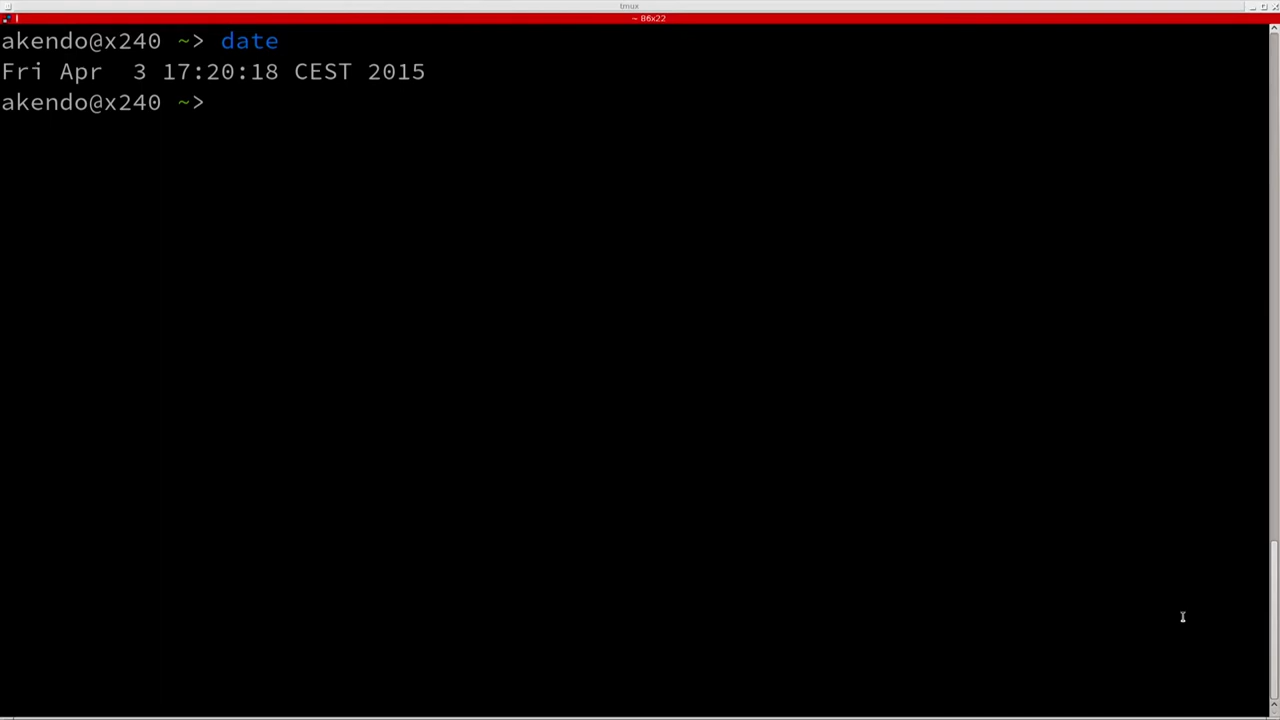 tmux
~ 86x22
akendo@x240 ~> date
Fri Apr  3 17:20:18 CEST 2015
akendo@x240 ~>